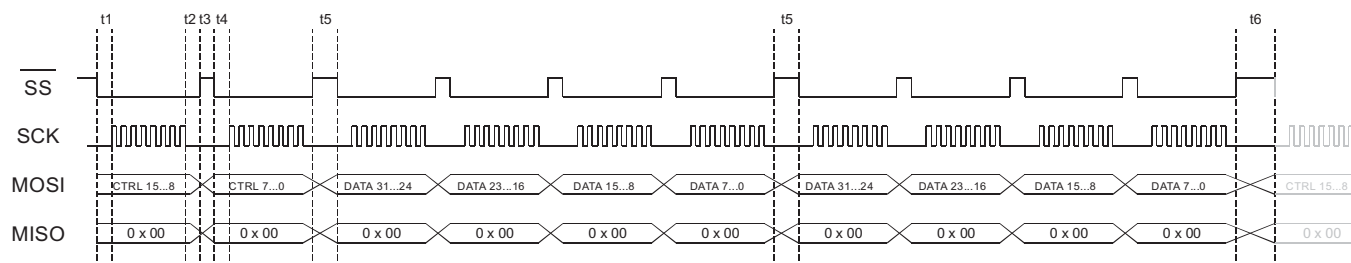 t1 t2 t3 t4 t5 t5 t6
SS
SCK
MOSI CTRL 15...8 CTRL 7...0 DATA 31...24 DATA 23...16 DATA 15...8 DATA 7...0 DATA 31...24 DATA 23...16 DATA 15...8 DATA 7...0 CTRL 15...8
MISO 0 x 00 0 x 00 0 x 00 0 x 00 0 x 00 0 x 00 0 x 00 0 x 00 0 x 00 0 x 00 0 x 00